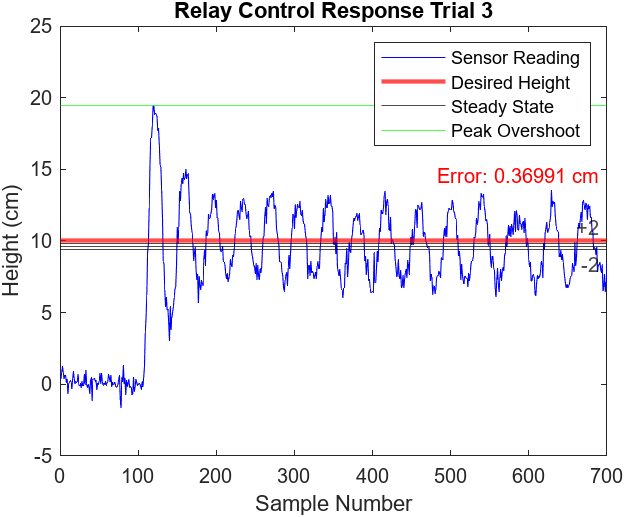 Relay Control Response Trial 3
25
20
15
10
5
0
-5
Height (cm)
Sensor Reading
Desired Height
Steady State
Peak Overshoot
Error: 0.36991 cm
+2
-2
0 100 200 300 400 500 600 700
Sample Number